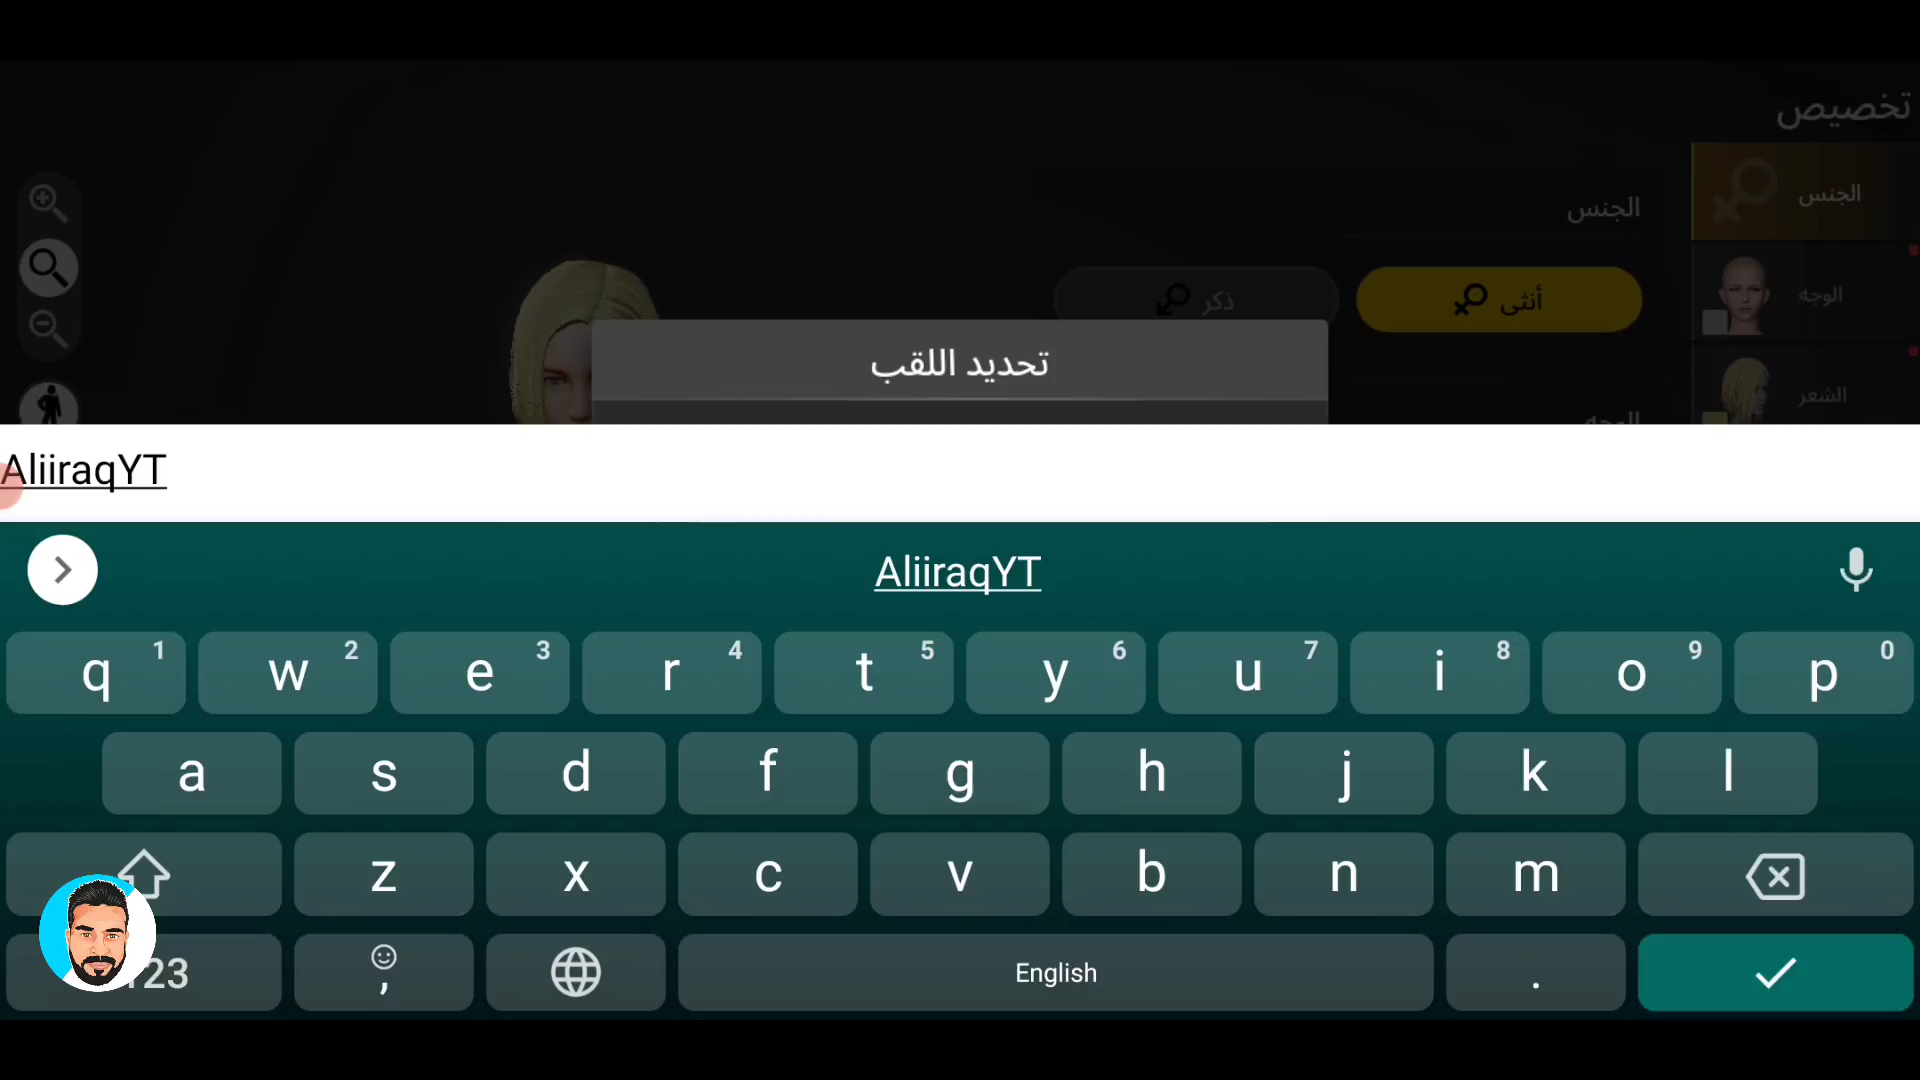 تخصيص
الجنس
الجنس
أنثى
ذكر
الوجه
الشعر
تحديد اللقب
AliiraqYT
AliiraqYT
q 1 w 2 e 3 r 4 t 5 y 6 u 7 i 8 o 9 p 0
a s d f g h j k l
z x c v b n m
123 , English .